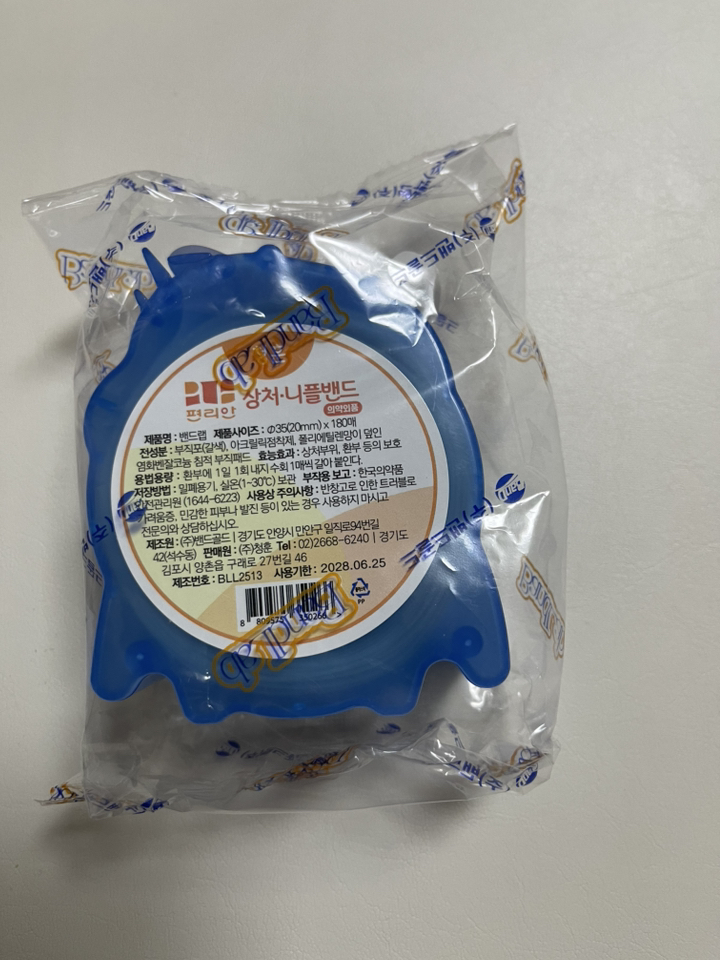 Bandlab
편리안
상처·니플밴드
의약외품
제품명 : 밴드랩 제품사이즈 : Φ35(20mm) x 180매
전성분 : 부직포(갈색), 아크릴릭점착제, 폴리에틸렌망이 덮인
염화벤잘코늄 침적 부직패드 효능효과 : 상처부위, 환부 등의 보호
용법용량 : 환부에 1일 1회 내지 수회 1매씩 갈아 붙인다.
저장방법 : 밀폐용기, 실온(1-30℃) 보관 부작용 보고 : 한국의약품
안전관리원 (1644-6223) 사용상 주의사항 : 반창고로 인한 트러블로
가려움증, 민감한 피부나 발진 등이 있는 경우 사용하지 마시고
전문의와 상담하십시오.
제조원 : (주)밴드골드 | 경기도 안양시 만안구 일직로94번길
42(석수동) 판매원 : (주)청훈 Tel : 02)2668-6240 | 경기도
김포시 양촌읍 구래로 27번길 46
제조번호 : BLL2513 사용기한 : 2028.06.25
PP
Bandlab